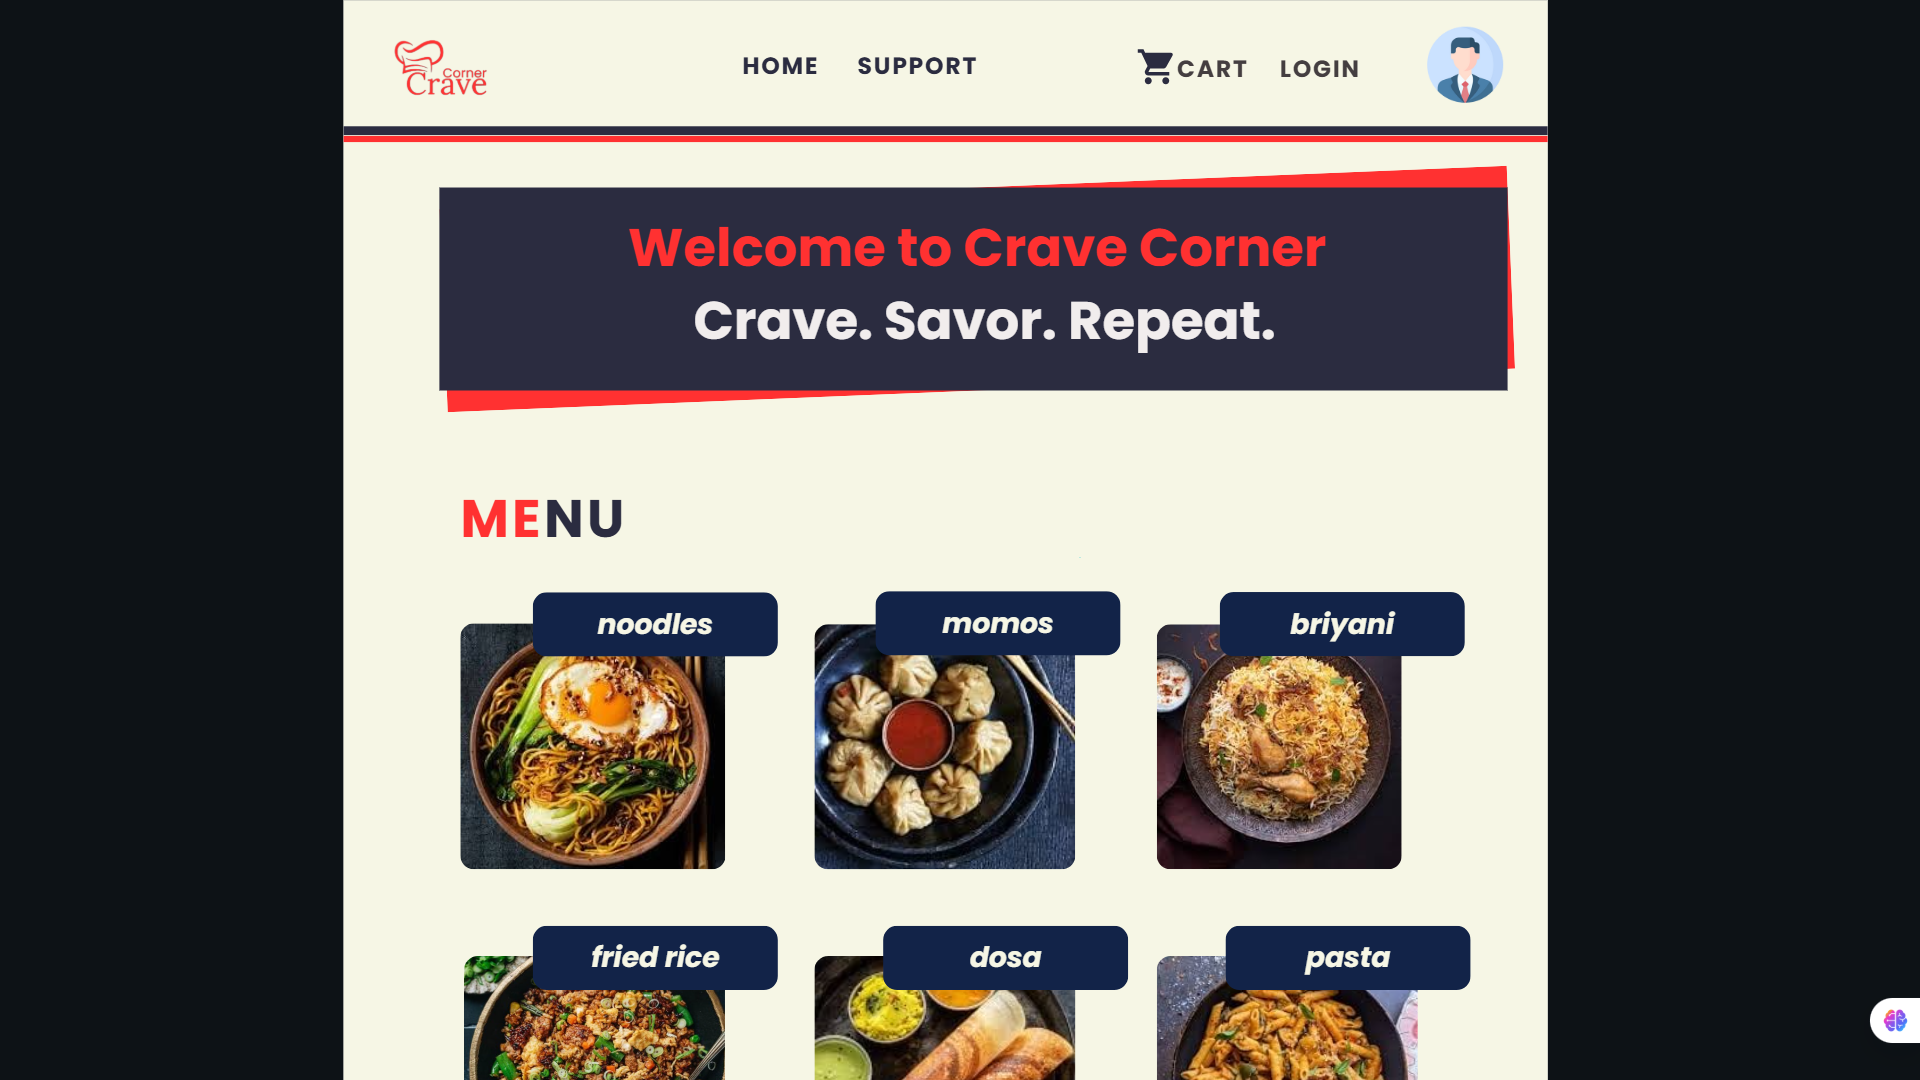 Corner
Crave
HOME SUPPORT CART LOGIN
Welcome to Crave Corner
Crave. Savor. Repeat.
MENU
noodles momos briyani
fried rice dosa pasta